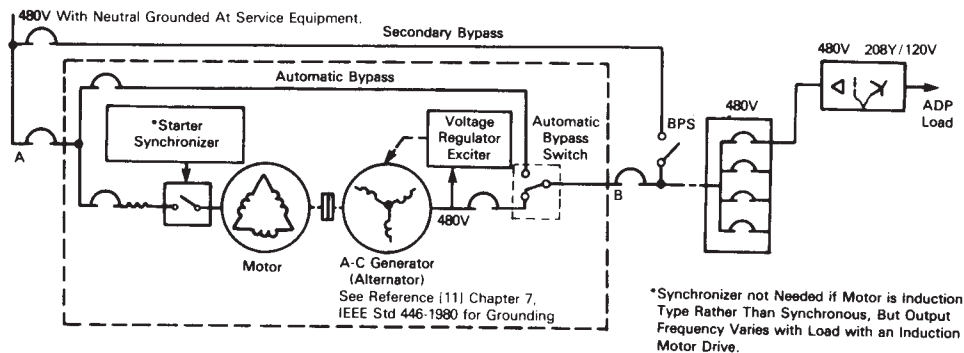 480V With Neutral Grounded At Service Equipment.
Secondary Bypass
480V 208Y/120V
ADP
Load
Automatic Bypass
480V
*Starter
Synchronizer
Voltage
Regulator
Exciter
Automatic
Bypass
Switch
BPS
A
B
480V
Motor
A-C Generator
(Alternator)
See Reference [11] Chapter 7,
IEEE Std 446-1980 for Grounding
*Synchronizer not Needed if Motor is Induction
Type Rather Than Synchronous, But Output
Frequency Varies with Load with an Induction
Motor Drive.